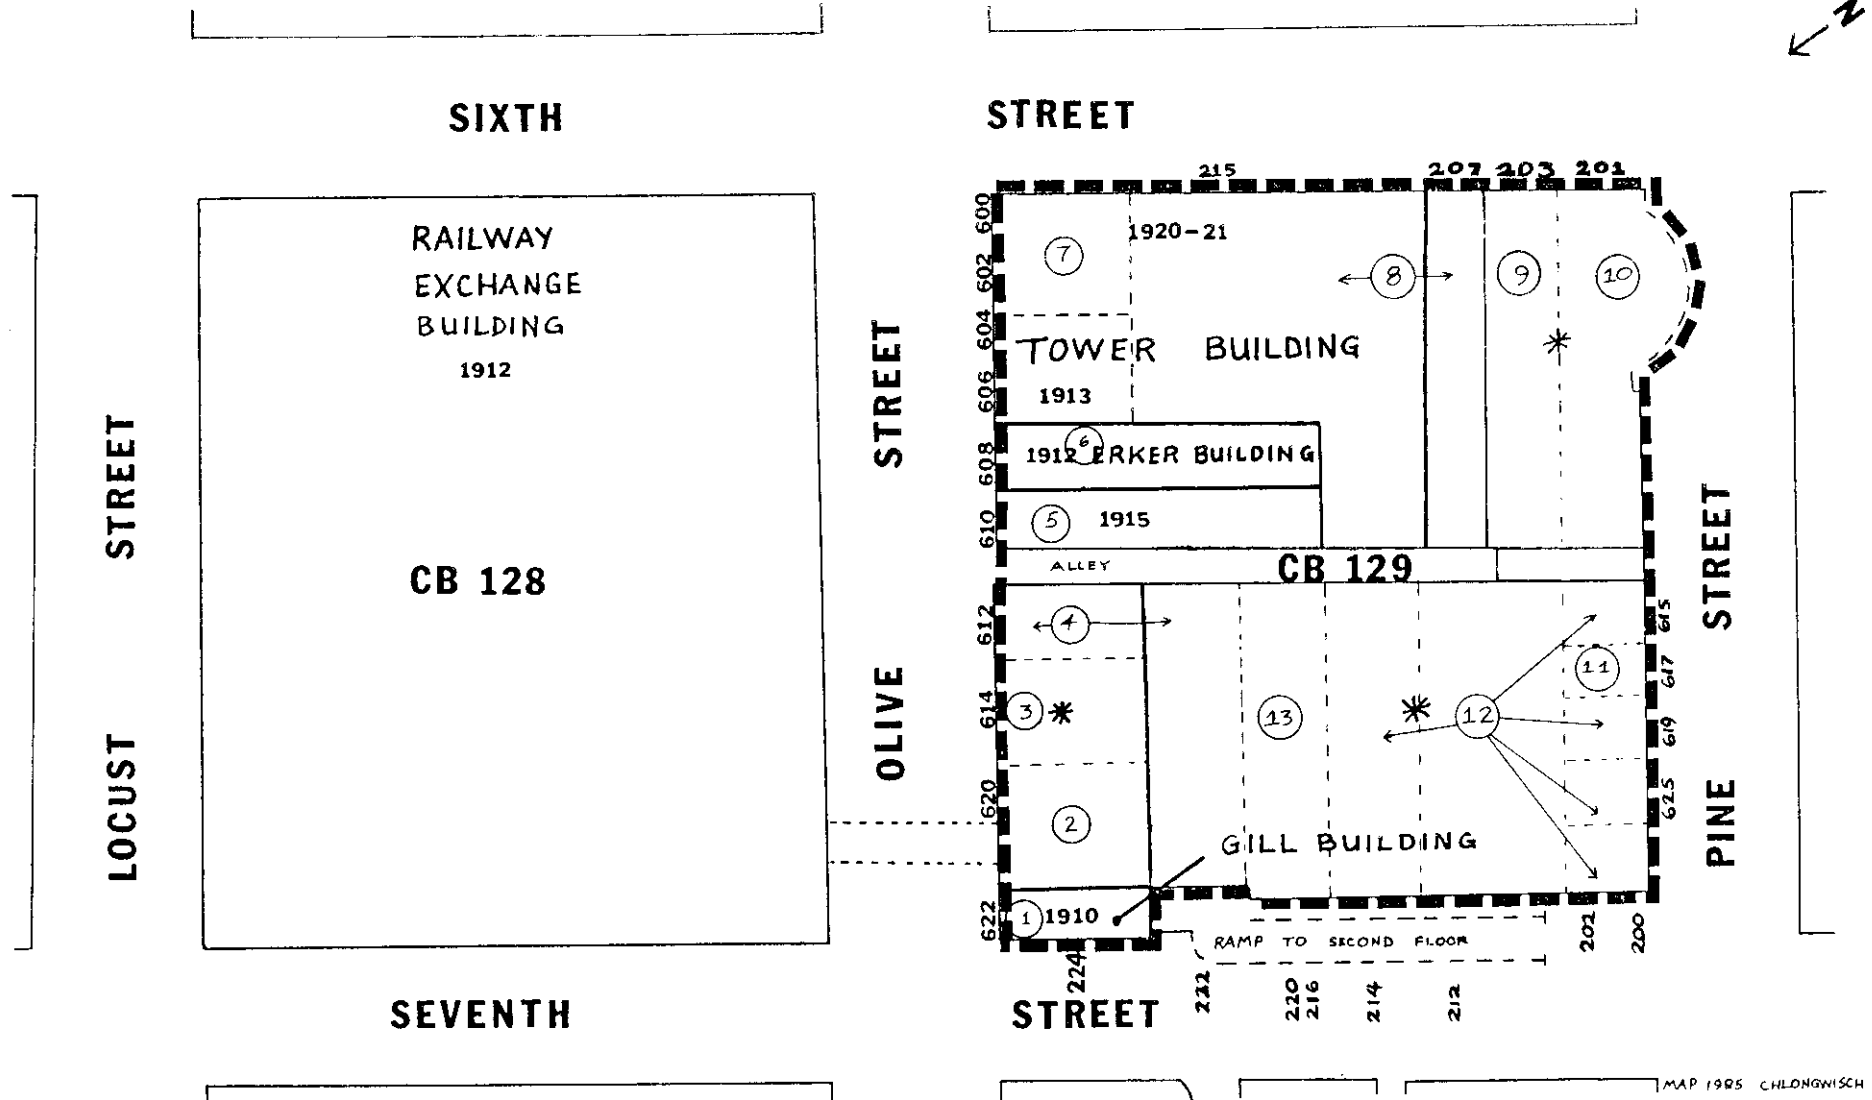 N
SIXTH STREET
215 207 203 201
RAILWAY
EXCHANGE
BUILDING
1912
CB 128
LOCUST STREET
OLIVE STREET
600
602
604
606
608
610
612
614
620
622
7
1920-21
8
9
10
TOWER BUILDING
1913
6
1912 ERKER BUILDING
5
1915
ALLEY
CB 129
4
3
2
13
12
11
GILL BUILDING
1
1910
615
617
619
625
PINE STREET
RAMP TO SECOND FLOOR
224
222
220
216
214
212
202
200
SEVENTH STREET
MAP 1985 CHLONGWISCH